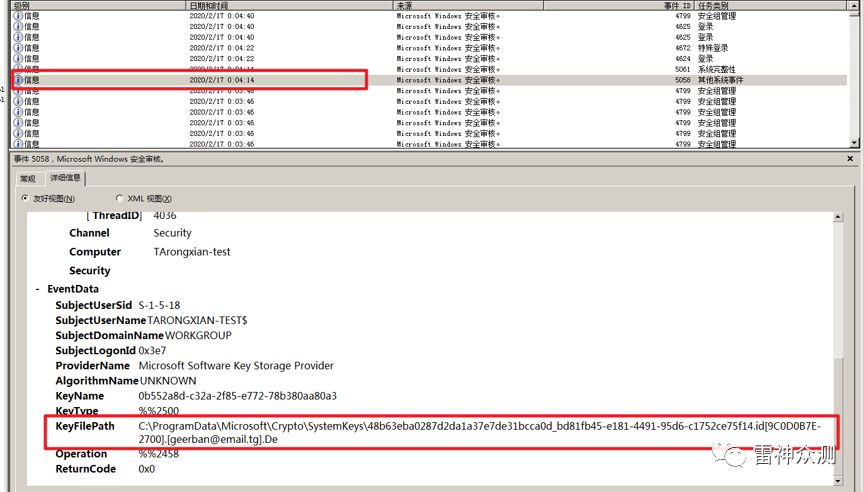 级别 日期和时间 来源 事件 ID 任务类别
信息 2020/2/17 0:04:40 Microsoft Windows 安全审核。 4799 安全组管理
信息 2020/2/17 0:04:40 Microsoft Windows 安全审核。 4625 登录
信息 2020/2/17 0:04:40 Microsoft Windows 安全审核。 4625 登录
信息 2020/2/17 0:04:22 Microsoft Windows 安全审核。 4672 特殊登录
信息 2020/2/17 0:04:22 Microsoft Windows 安全审核。 4624 登录
信息 2020/2/17 0:04:14 Microsoft Windows 安全审核。 5061 系统完整性
信息 2020/2/17 0:04:14 Microsoft Windows 安全审核。 5058 其他系统事件
信息 2020/2/17 0:03:46 Microsoft Windows 安全审核。 4799 安全组管理
信息 2020/2/17 0:03:46 Microsoft Windows 安全审核。 4799 安全组管理
信息 2020/2/17 0:03:46 Microsoft Windows 安全审核。 4799 安全组管理
信息 2020/2/17 0:03:46 Microsoft Windows 安全审核。 4799 安全组管理
信息 2020/2/17 0:03:46 Microsoft Windows 安全审核。 4799 安全组管理
信息 2020/2/17 0:03:46 Microsoft Windows 安全审核。 4799 安全组管理
事件 5058，Microsoft Windows 安全审核。
常规 详细信息
友好视图(N) XML 视图(X)
[ ThreadID] 4036
Channel Security
Computer TArongxian-test
Security
- EventData
SubjectUserSid S-1-5-18
SubjectUserName TARONGXIAN-TEST$
SubjectDomainName WORKGROUP
SubjectLogonId 0x3e7
ProviderName Microsoft Software Key Storage Provider
AlgorithmName UNKNOWN
KeyName 0b552a8d-c32a-2f85-e772-78b380aa80a3
KeyType %%2500
KeyFilePath C:\ProgramData\Microsoft\Crypto\SystemKeys\48b63eba0287d2da1a37e7de31bcca0d_bd81fb45-e181-4491-95d6-c1752ce75f14.id[9C0D0B7E-
2700].[geerban@email.tg].De
Operation %%2458
ReturnCode 0x0
雷神众测